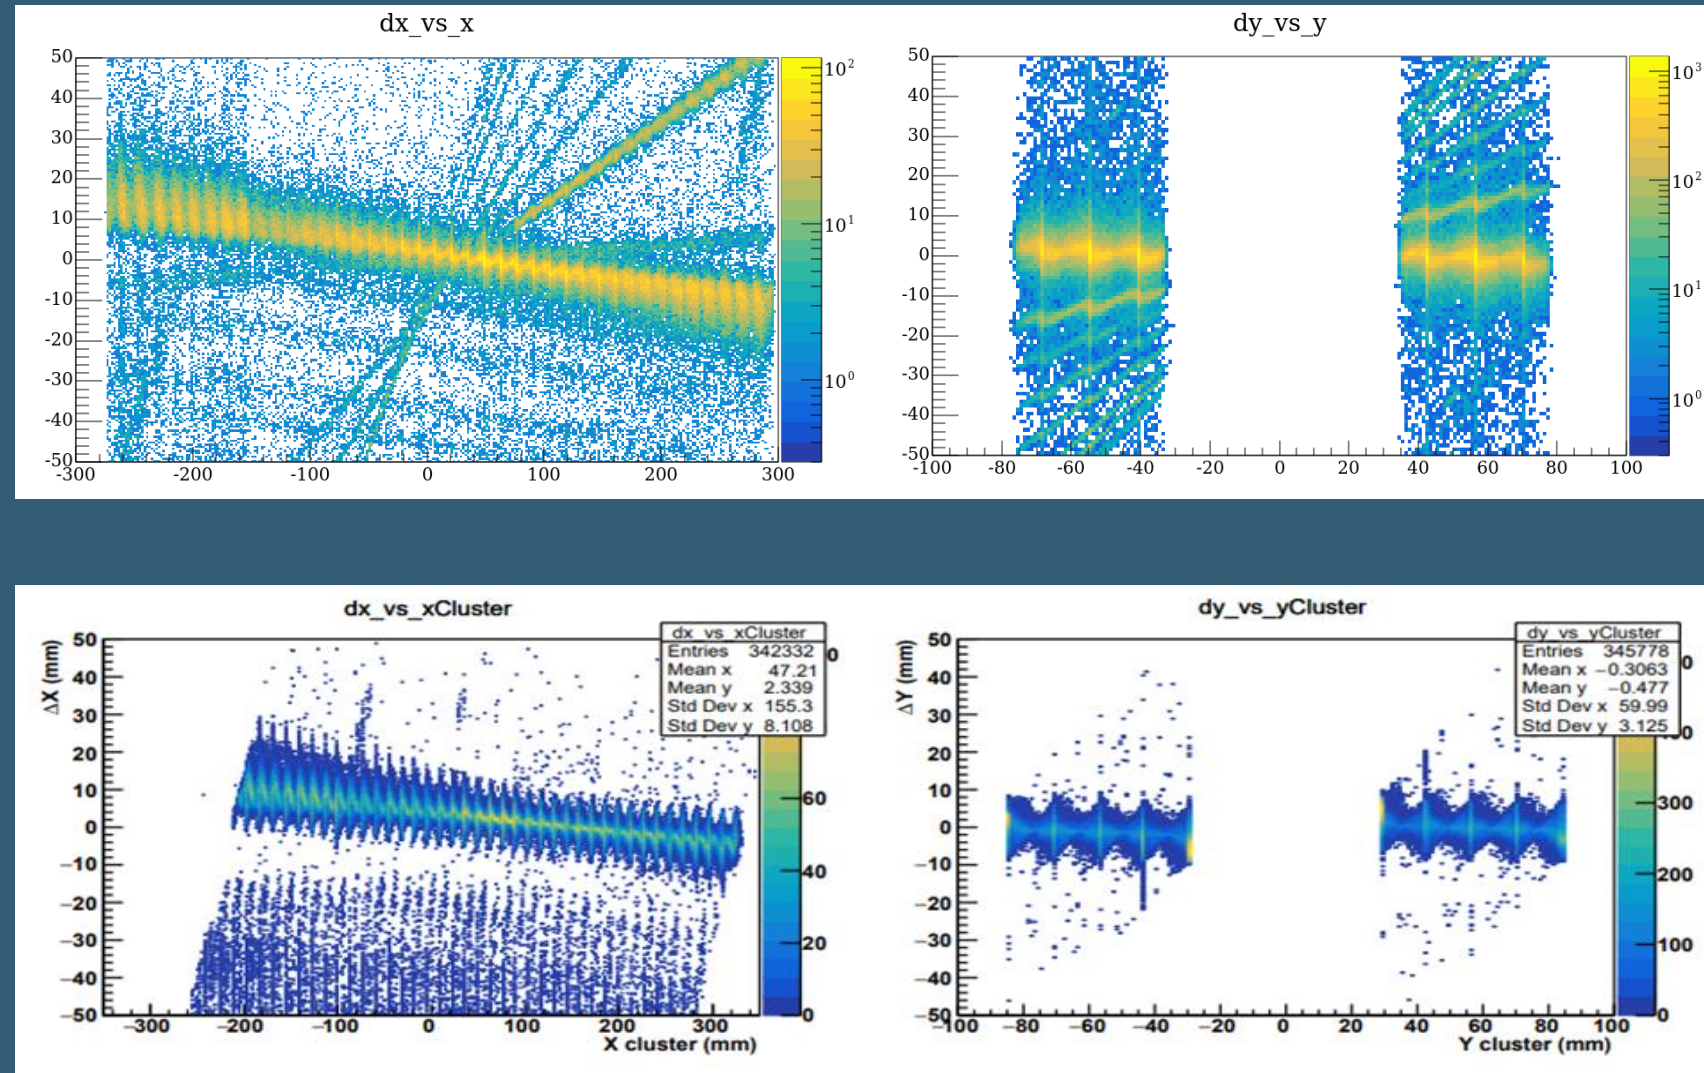 dx_vs_x
50
40
30
20
10
0
-10
-20
-30
-40
-50
-300 -200 -100 0 100 200 300
10²
10¹
10⁰
dy_vs_y
50
40
30
20
10
0
-10
-20
-30
-40
-50
-100 -80 -60 -40 -20 0 20 40 60 80 100
10³
10²
10¹
10⁰
dx_vs_xCluster
ΔX (mm)
50
40
30
20
10
0
−10
−20
−30
−40
−50
−300 −200 −100 0 100 200 300
X cluster (mm)
dx_vs_xCluster
Entries 342332
Mean x 47.21
Mean y 2.339
Std Dev x 155.3
Std Dev y 8.108
0
60
40
20
0
dy_vs_yCluster
ΔY (mm)
50
40
30
20
10
0
−10
−20
−30
−40
−50
−100 −80 −60 −40 −20 0 20 40 60 80 100
Y cluster (mm)
dy_vs_yCluster
Entries 345778
Mean x −0.3063
Mean y −0.477
Std Dev x 59.99
Std Dev y 3.125
0
300
200
100
0